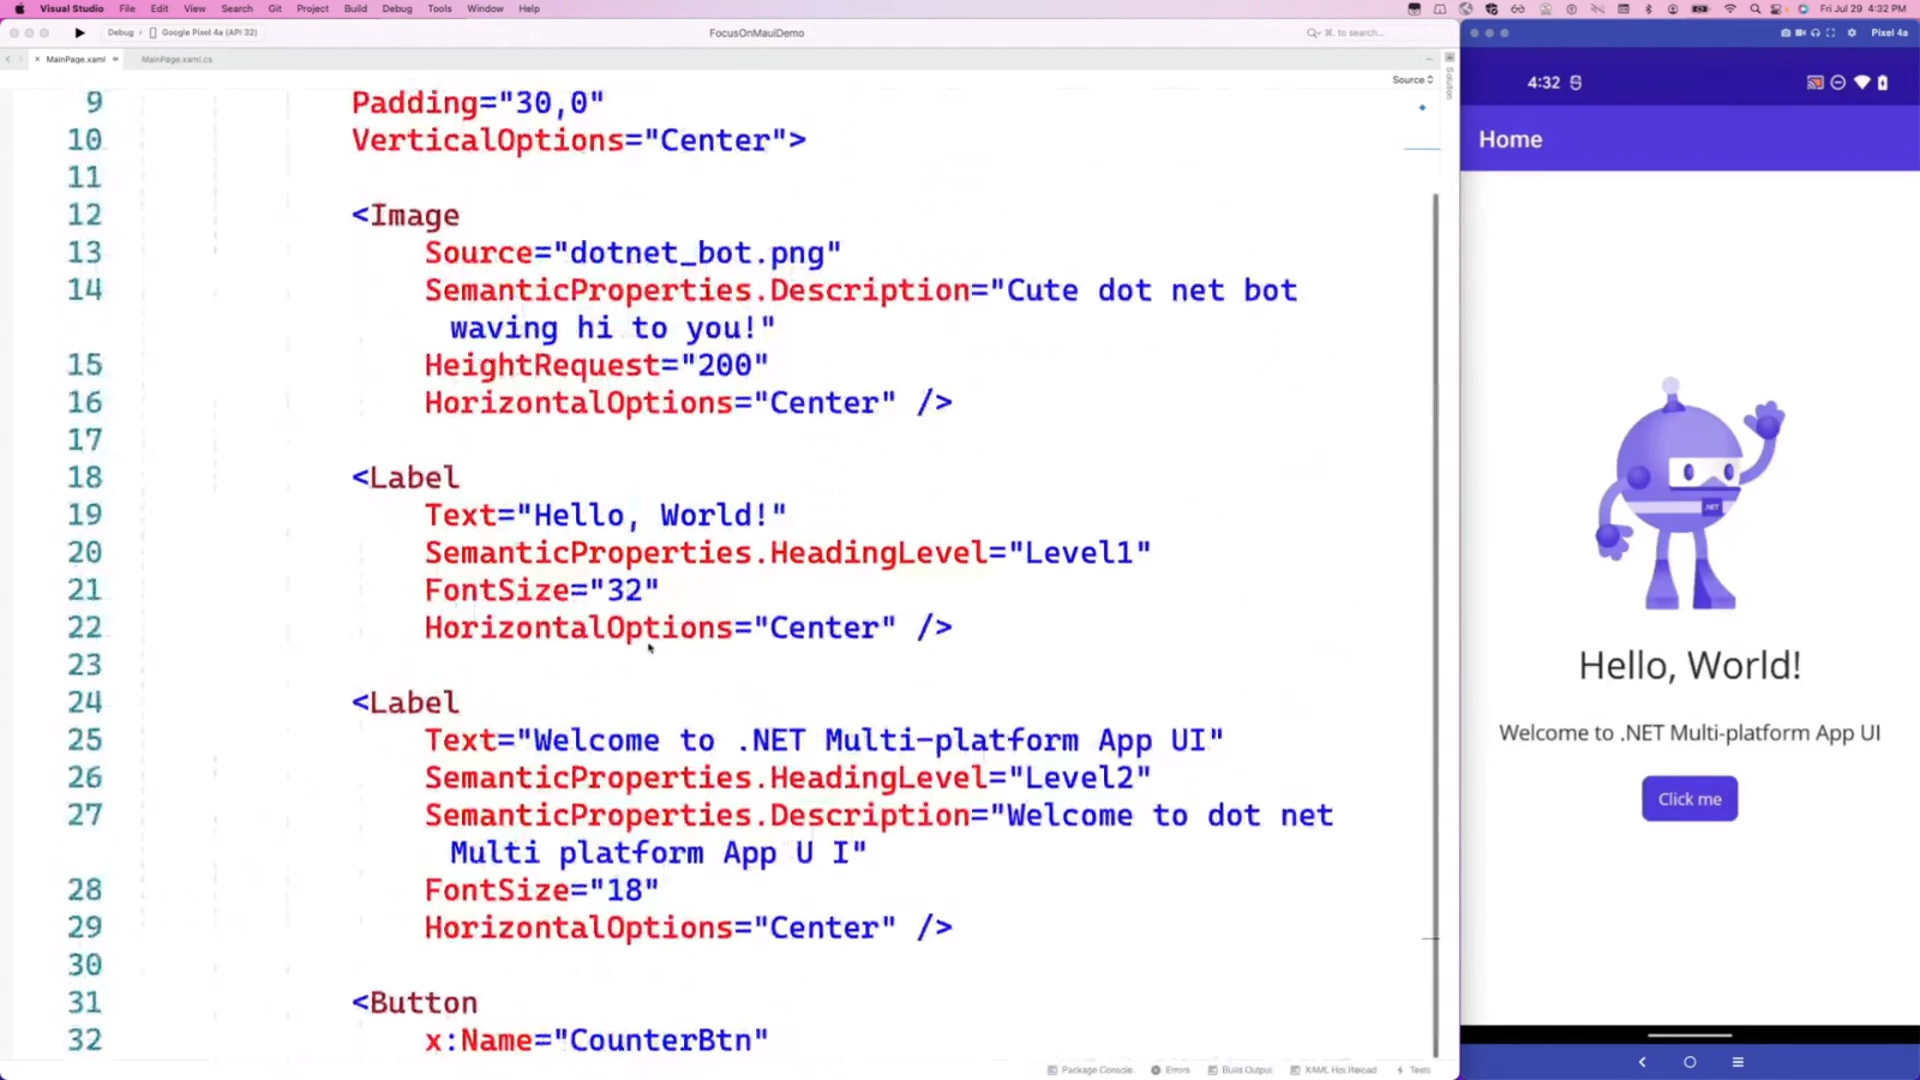 Visual Studio File Edit View Search Git Project Build Debug Tools Window Help Fri Jul 29 4:32 PM
Debug › Google Pixel 4a (API 32) FocusOnMauiDemo ⌘. to search...
MainPage.xaml MainPage.xaml.cs
Source
Solution
9 Padding="30,0"
10 VerticalOptions="Center">
11
12 <Image
13 Source="dotnet_bot.png"
14 SemanticProperties.Description="Cute dot net bot
waving hi to you!"
15 HeightRequest="200"
16 HorizontalOptions="Center" />
17
18 <Label
19 Text="Hello, World!"
20 SemanticProperties.HeadingLevel="Level1"
21 FontSize="32"
22 HorizontalOptions="Center" />
23
24 <Label
25 Text="Welcome to .NET Multi-platform App UI"
26 SemanticProperties.HeadingLevel="Level2"
27 SemanticProperties.Description="Welcome to dot net
Multi platform App U I"
28 FontSize="18"
29 HorizontalOptions="Center" />
30
31 <Button
32 x:Name="CounterBtn"
Package Console Errors Build Output XAML Hot Reload Tests
Pixel 4a
4:32
Home
.NET
Hello, World!
Welcome to .NET Multi-platform App UI
Click me